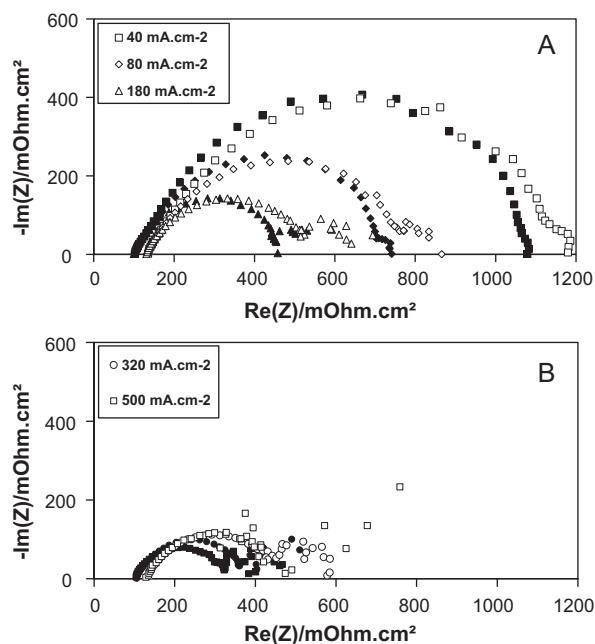 600
400
200
0
-Im(Z)/mOhm.cm²
A
40 mA.cm-2
80 mA.cm-2
180 mA.cm-2
0 200 400 600 800 1000 1200
Re(Z)/mOhm.cm²
600
400
200
0
-Im(Z)/mOhm.cm²
B
320 mA.cm-2
500 mA.cm-2
0 200 400 600 800 1000 1200
Re(Z)/mOhm.cm²